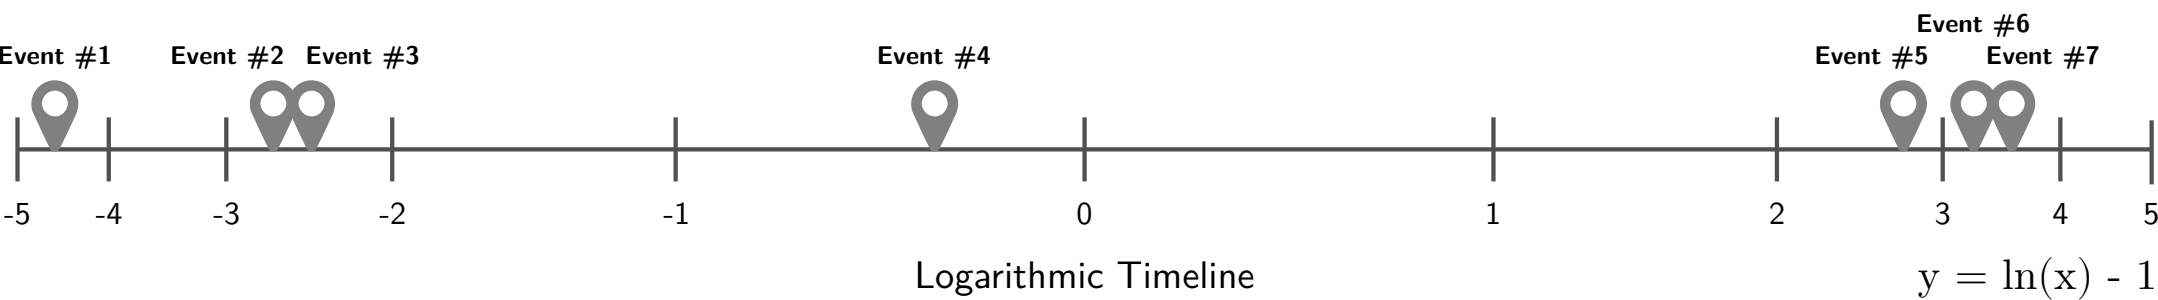 Event #6
Event #1 Event #2 Event #3 Event #4 Event #5 Event #7
-5 -4 -3 -2 -1 0 1 2 3 4 5
Logarithmic Timeline y = ln(x) - 1